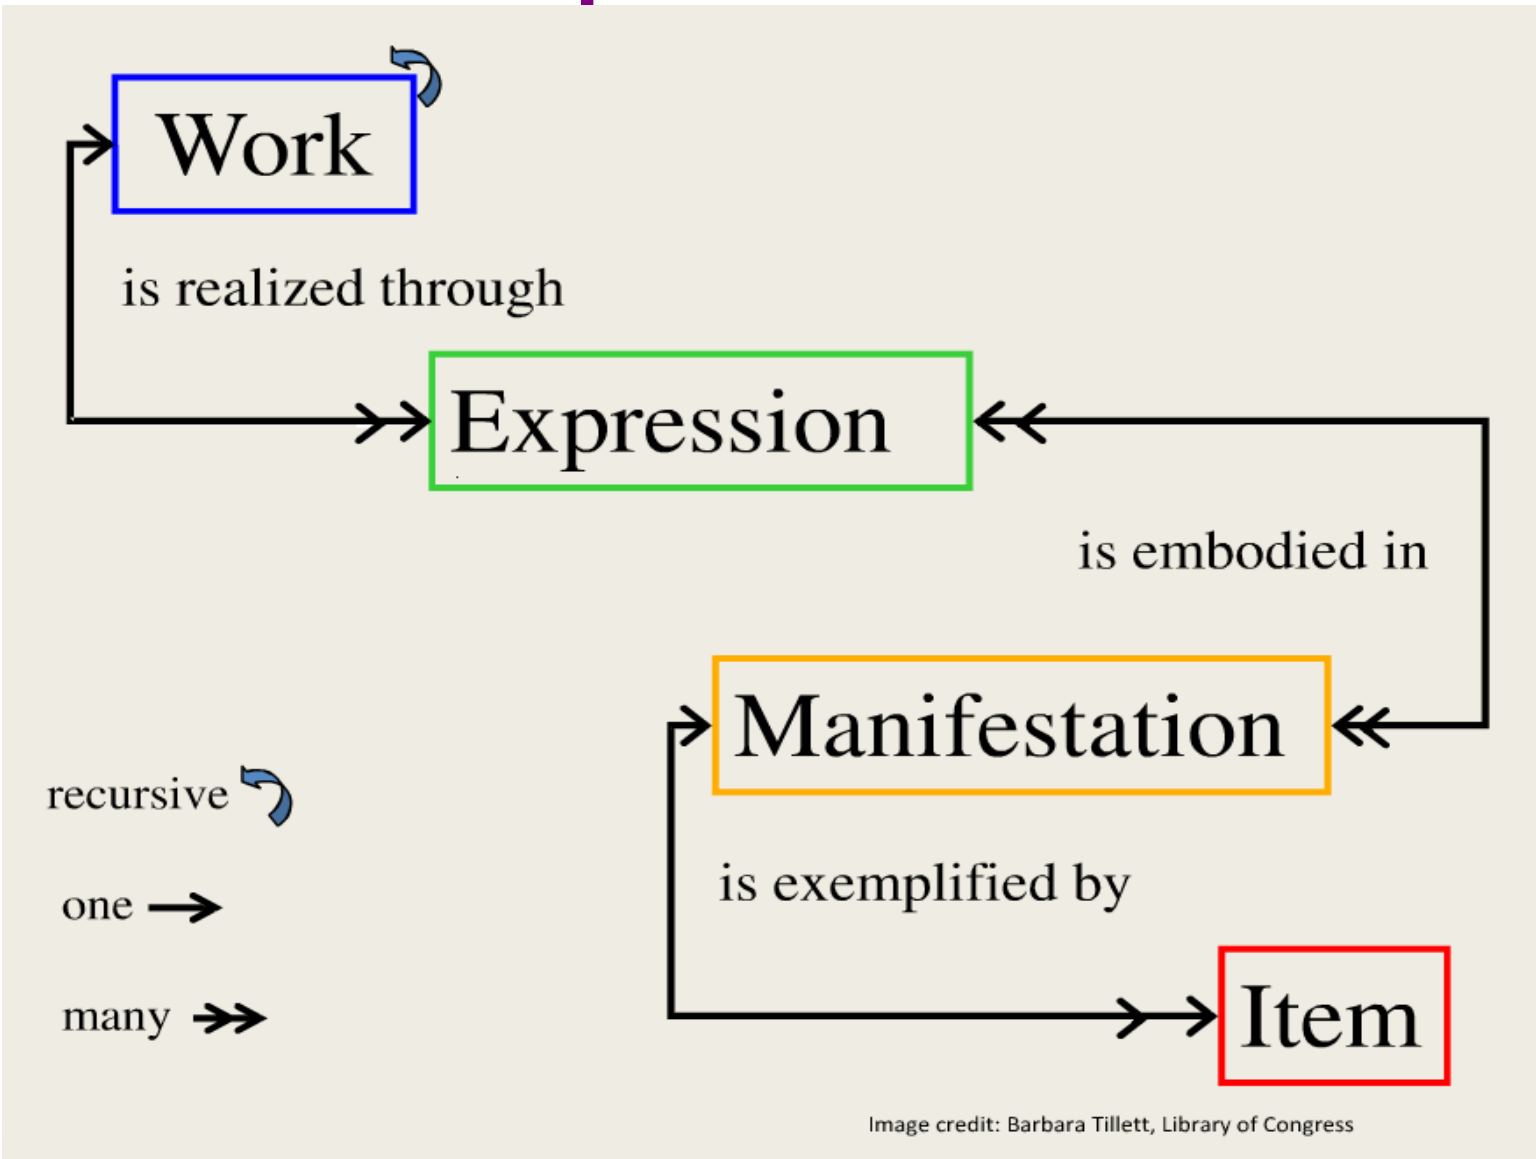 Work
is realized through
Expression
is embodied in
Manifestation
recursive
is exemplified by
one
many
Item
Image credit: Barbara Tillett, Library of Congress